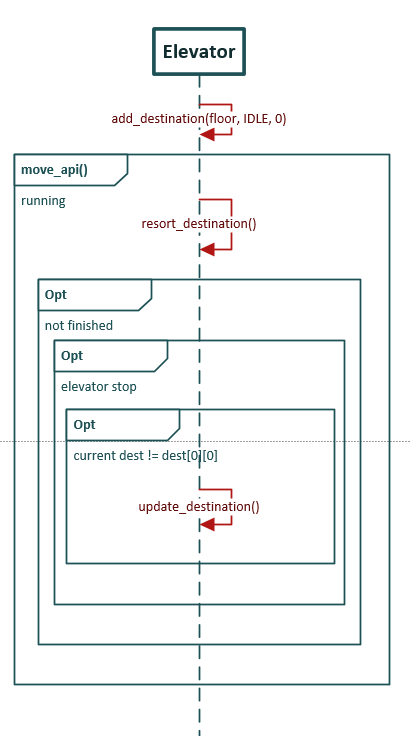 Elevator
add_destination(floor, IDLE, 0)
move_api()
running
resort_destination()
Opt
not finished
Opt
elevator stop
Opt
current dest != dest[0][0]
update_destination()